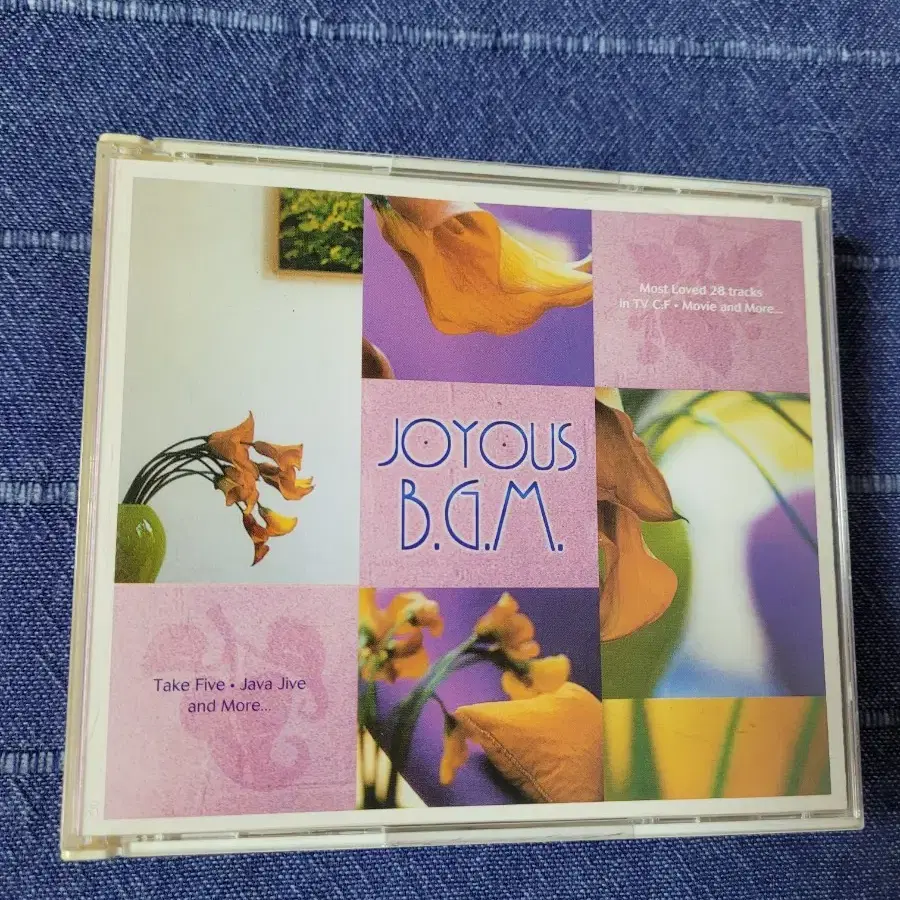 Most Loved 28 tracks
in TV C.F • Movie and More...
JOYOUS
B.G.M.
Take Five • Java Jive
and More...